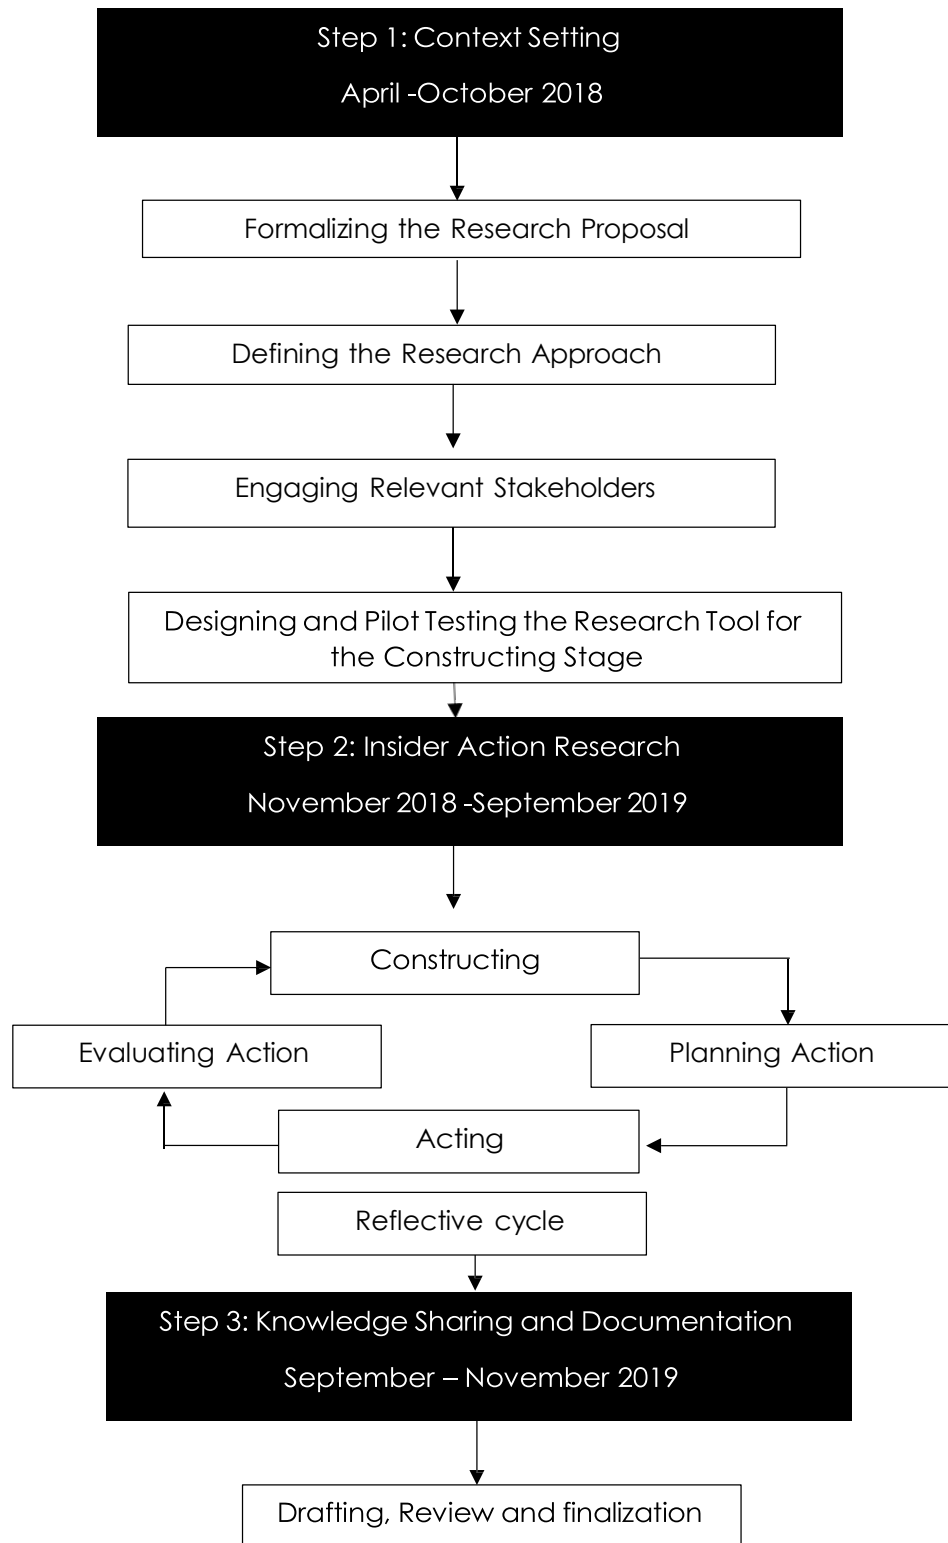 Step 1: Context Setting
April -October 2018
Formalizing the Research Proposal
Defining the Research Approach
Engaging Relevant Stakeholders
Designing and Pilot Testing the Research Tool for
the Constructing Stage
Step 2: Insider Action Research
November 2018 -September 2019
Constructing
Evaluating Action
Planning Action
Acting
Reflective cycle
Step 3: Knowledge Sharing and Documentation
September – November 2019
Drafting, Review and finalization